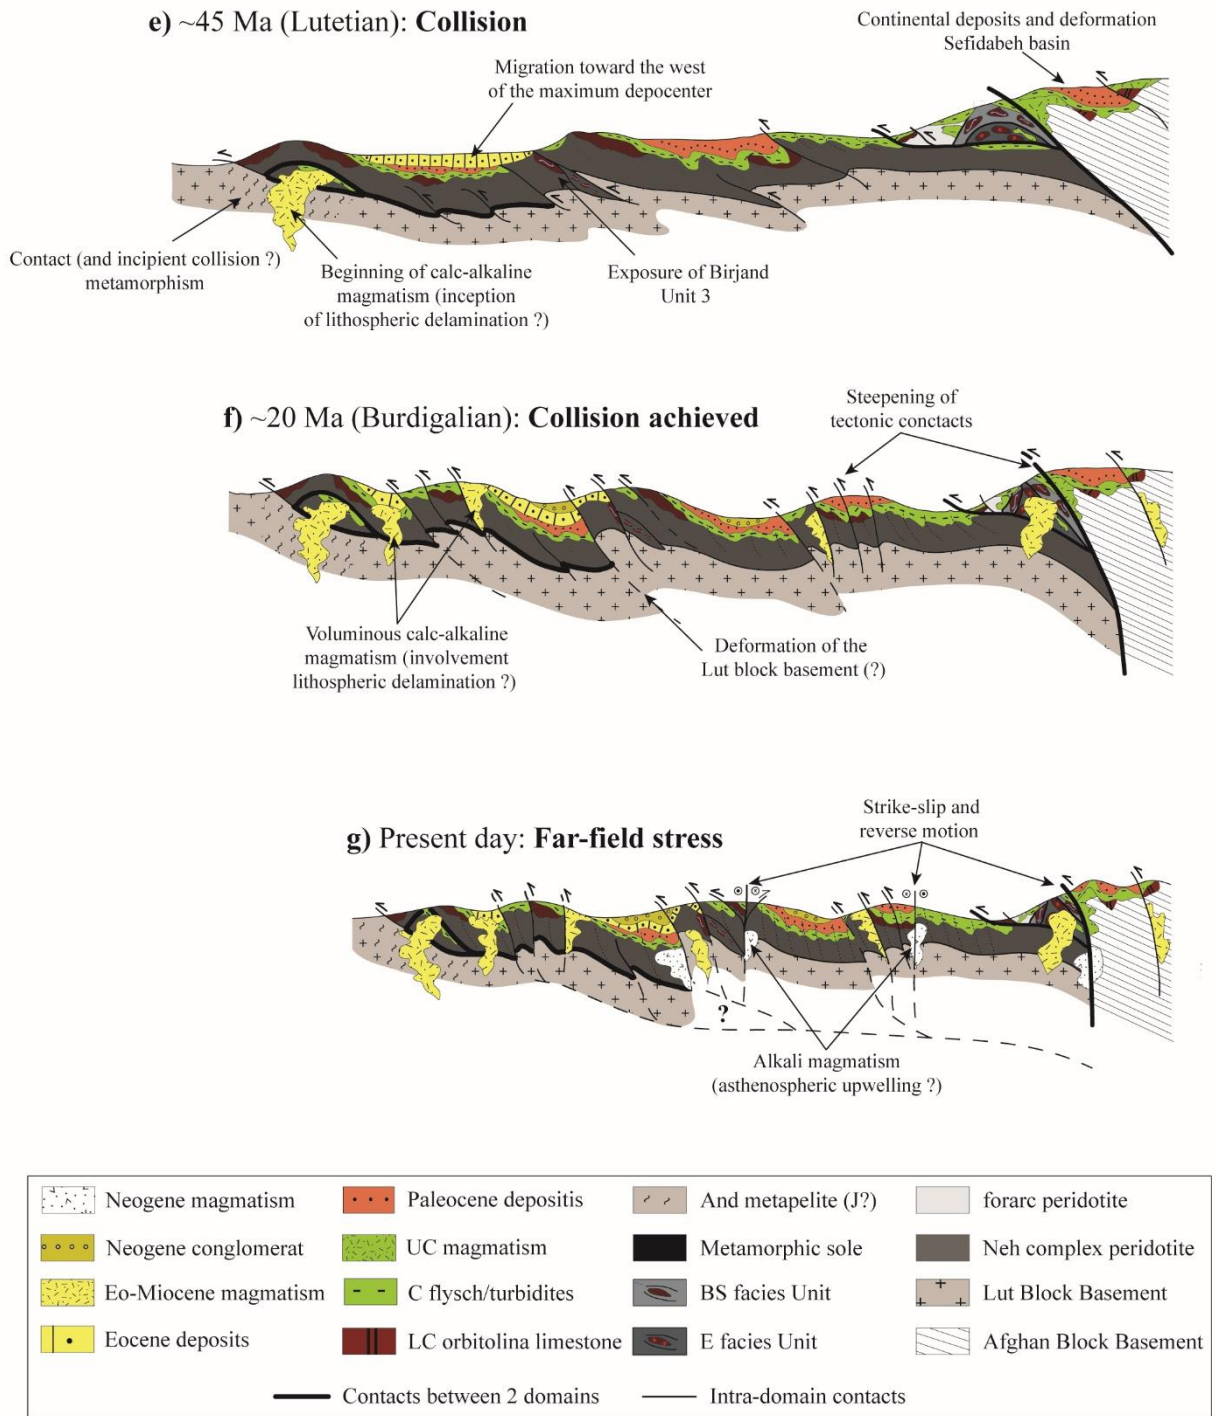 e) ~45 Ma (Lutetian): Collision
Continental deposits and deformation
Sefidabeh basin
Migration toward the west
of the maximum depocenter
Contact (and incipient collision ?)
metamorphism
Beginning of calc-alkaline
magmatism (inception
of lithospheric delamination ?)
Exposure of Birjand
Unit 3
f) ~20 Ma (Burdigalian): Collision achieved
Steepening of
tectonic conctacts
Voluminous calc-alkaline
magmatism (involvement
lithospheric delamination ?)
Deformation of the
Lut block basement (?)
g) Present day: Far-field stress
Strike-slip and
reverse motion
?
Alkali magmatism
(asthenospheric upwelling ?)
Neogene magmatism
Paleocene depositis
And metapelite (J?)
forarc peridotite
Neogene conglomerat
UC magmatism
Metamorphic sole
Neh complex peridotite
Eo-Miocene magmatism
C flysch/turbidites
BS facies Unit
Lut Block Basement
Eocene deposits
LC orbitolina limestone
E facies Unit
Afghan Block Basement
Contacts between 2 domains
Intra-domain contacts